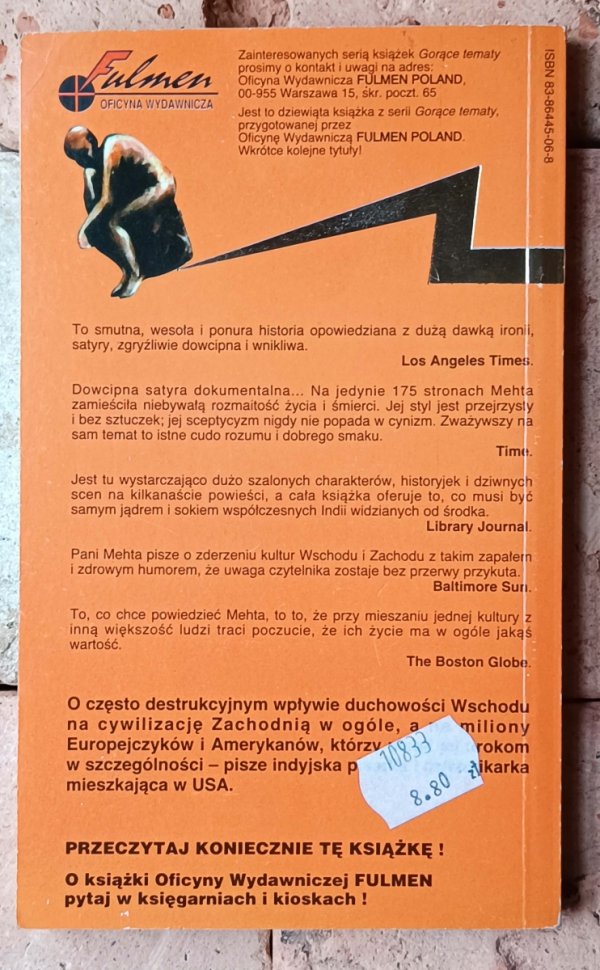 Fulmen
OFICYNA WYDAWNICZA
Zainteresowanych serią książek Gorące tematy
prosimy o kontakt i uwagi na adres:
Oficyna Wydawnicza FULMEN POLAND,
00-955 Warszawa 15, skr. poczt. 65
Jest to dziewiąta książka z serii Gorące tematy,
przygotowanej przez
Oficynę Wydawniczą FULMEN POLAND.
Wkrótce kolejne tytuły!
ISBN 83-86445-06-8
To smutna, wesoła i ponura historia opowiedziana z dużą dawką ironii,
satyry, zgryźliwie dowcipna i wnikliwa.
Los Angeles Times.
Dowcipna satyra dokumentalna... Na jedynie 175 stronach Mehta
zamieściła niebywałą rozmaitość życia i śmierci. Jej styl jest przejrzysty
i bez sztuczek; jej sceptycyzm nigdy nie popada w cynizm. Zważywszy na
sam temat to istne cudo rozumu i dobrego smaku.
Time.
Jest tu wystarczająco dużo szalonych charakterów, historyjek i dziwnych
scen na kilkanaście powieści, a cała książka oferuje to, co musi być
samym jądrem i sokiem współczesnych Indii widzianych od środka.
Library Journal.
Pani Mehta pisze o zderzeniu kultur Wschodu i Zachodu z takim zapałem
i zdrowym humorem, że uwaga czytelnika zostaje bez przerwy przykuta.
Baltimore Sun.
To, co chce powiedzieć Mehta, to to, że przy mieszaniu jednej kultury z
inną większość ludzi traci poczucie, że ich życie ma w ogóle jakąś
wartość.
The Boston Globe.
O często destrukcyjnym wpływie duchowości Wschodu
na cywilizację Zachodnią w ogóle, a miliony
Europejczyków i Amerykanów, którzy urokom
w szczególności – pisze indyjska
mieszkająca w USA.
10833
8.80 zł
PRZECZYTAJ KONIECZNIE TĘ KSIĄŻKĘ !
O książki Oficyny Wydawniczej FULMEN
pytaj w księgarniach i kioskach !